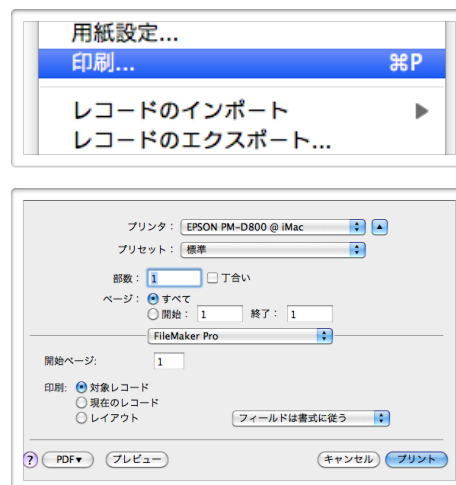 用紙設定...
印刷... ⌘P
レコードのインポート ▶
レコードのエクスポート...
プリンタ： EPSON PM-D800 @ iMac
プリセット： 標準
部数： 1 丁合い
ページ： すべて
開始： 1 終了： 1
FileMaker Pro
開始ページ: 1
印刷: 対象レコード
現在のレコード
レイアウト フィールドは書式に従う
? PDF▼ プレビュー キャンセル プリント